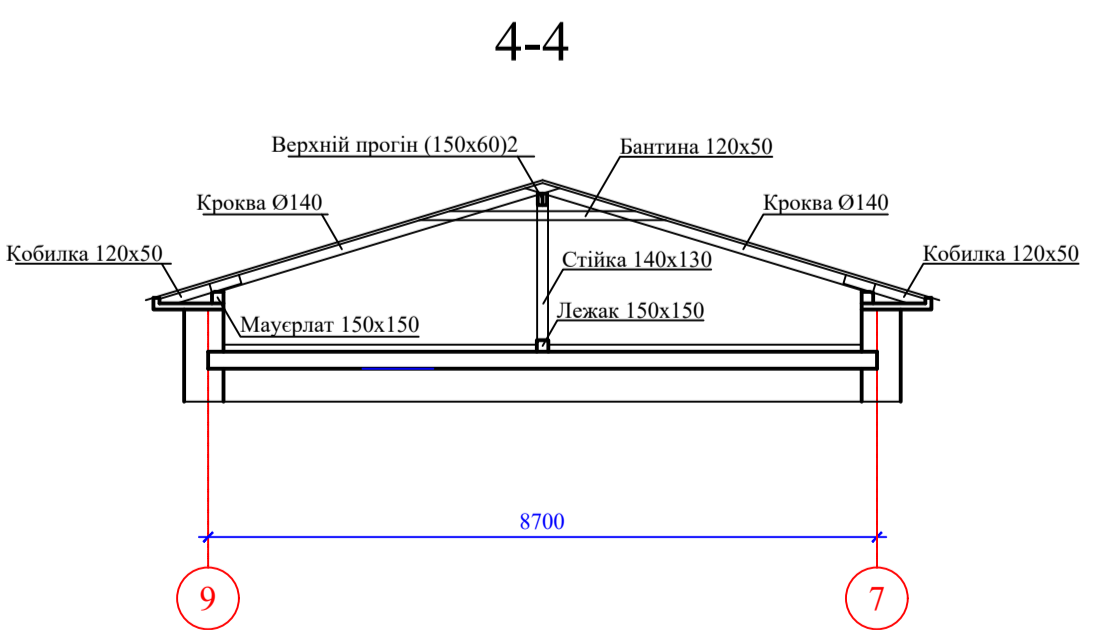 4-4
Верхній прогін (150х60)2
Бантина 120х50
Кроква Ø140
Кроква Ø140
Кобилка 120х50
Кобилка 120х50
Стійка 140х130
Лежак 150х150
Мауєрлат 150х150
8700
9
7